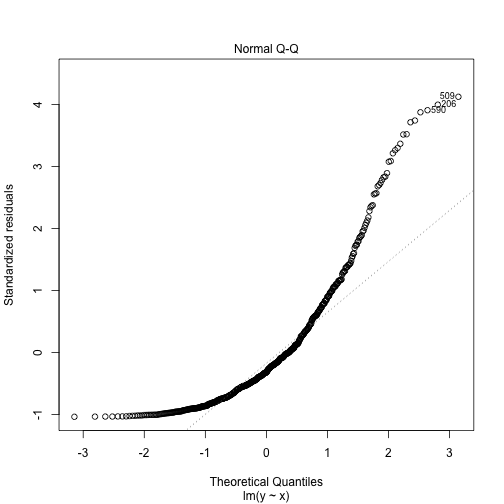 Normal Q-Q
Standardized residuals
4
3
2
1
0
-1
509
206
590
-3 -2 -1 0 1 2 3
Theoretical Quantiles
lm(y ~ x)